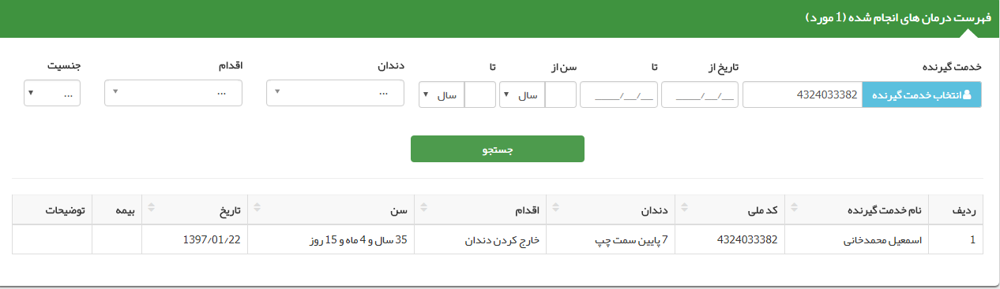 فهرست درمان های انجام شده (1 مورد)
خدمت گیرنده تاریخ از تا سن از تا دندان اقدام جنسیت
انتخاب خدمت گیرنده 4324033382 __/__/____ __/__/____ سال سال ... ... ...
جستجو
ردیف نام خدمت گیرنده کد ملی دندان اقدام سن تاریخ بیمه توضیحات
1 اسمعیل محمدخانی 4324033382 7 پایین سمت چپ خارج کردن دندان 35 سال و 4 ماه و 15 روز 1397/01/22